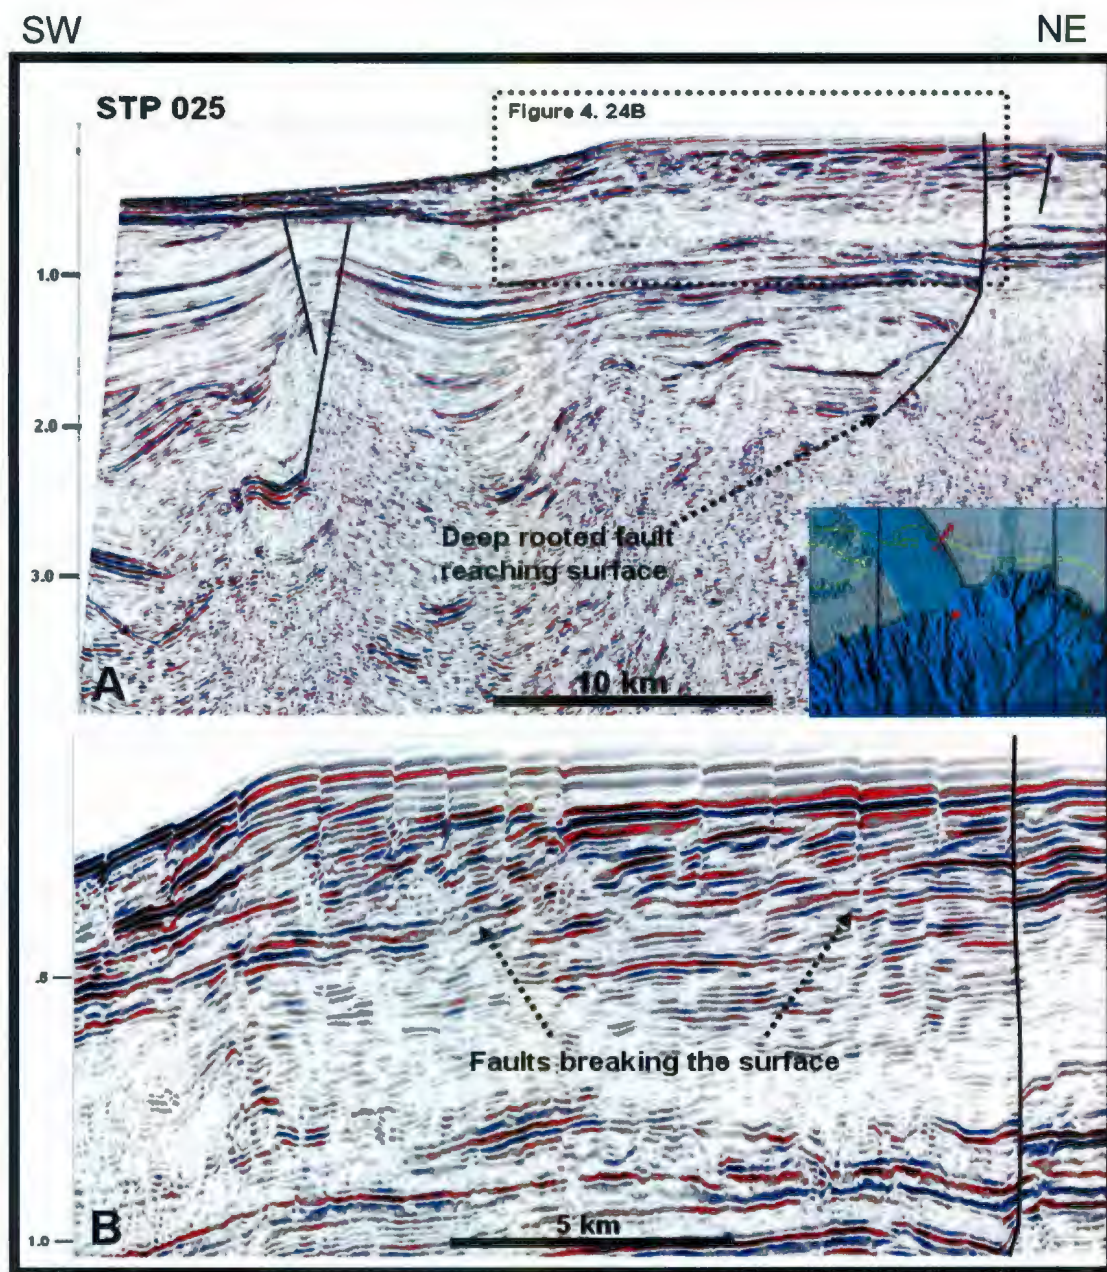 SW
NE
STP 025
Figure 4. 24B
1.0
2.0
3.0
Deep rooted fault
reaching surface
A
10 km
.5
Faults breaking the surface
1.0
B
5 km